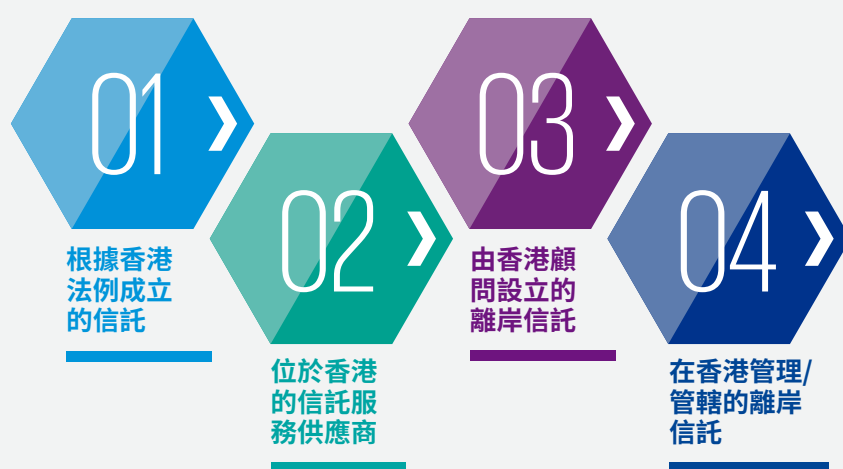 01
根據香港
法例成立
的信託
02
位於香港
的信託服
務供應商
03
由香港顧
問設立的
離岸信託
04
在香港管理/
管轄的離岸
信託